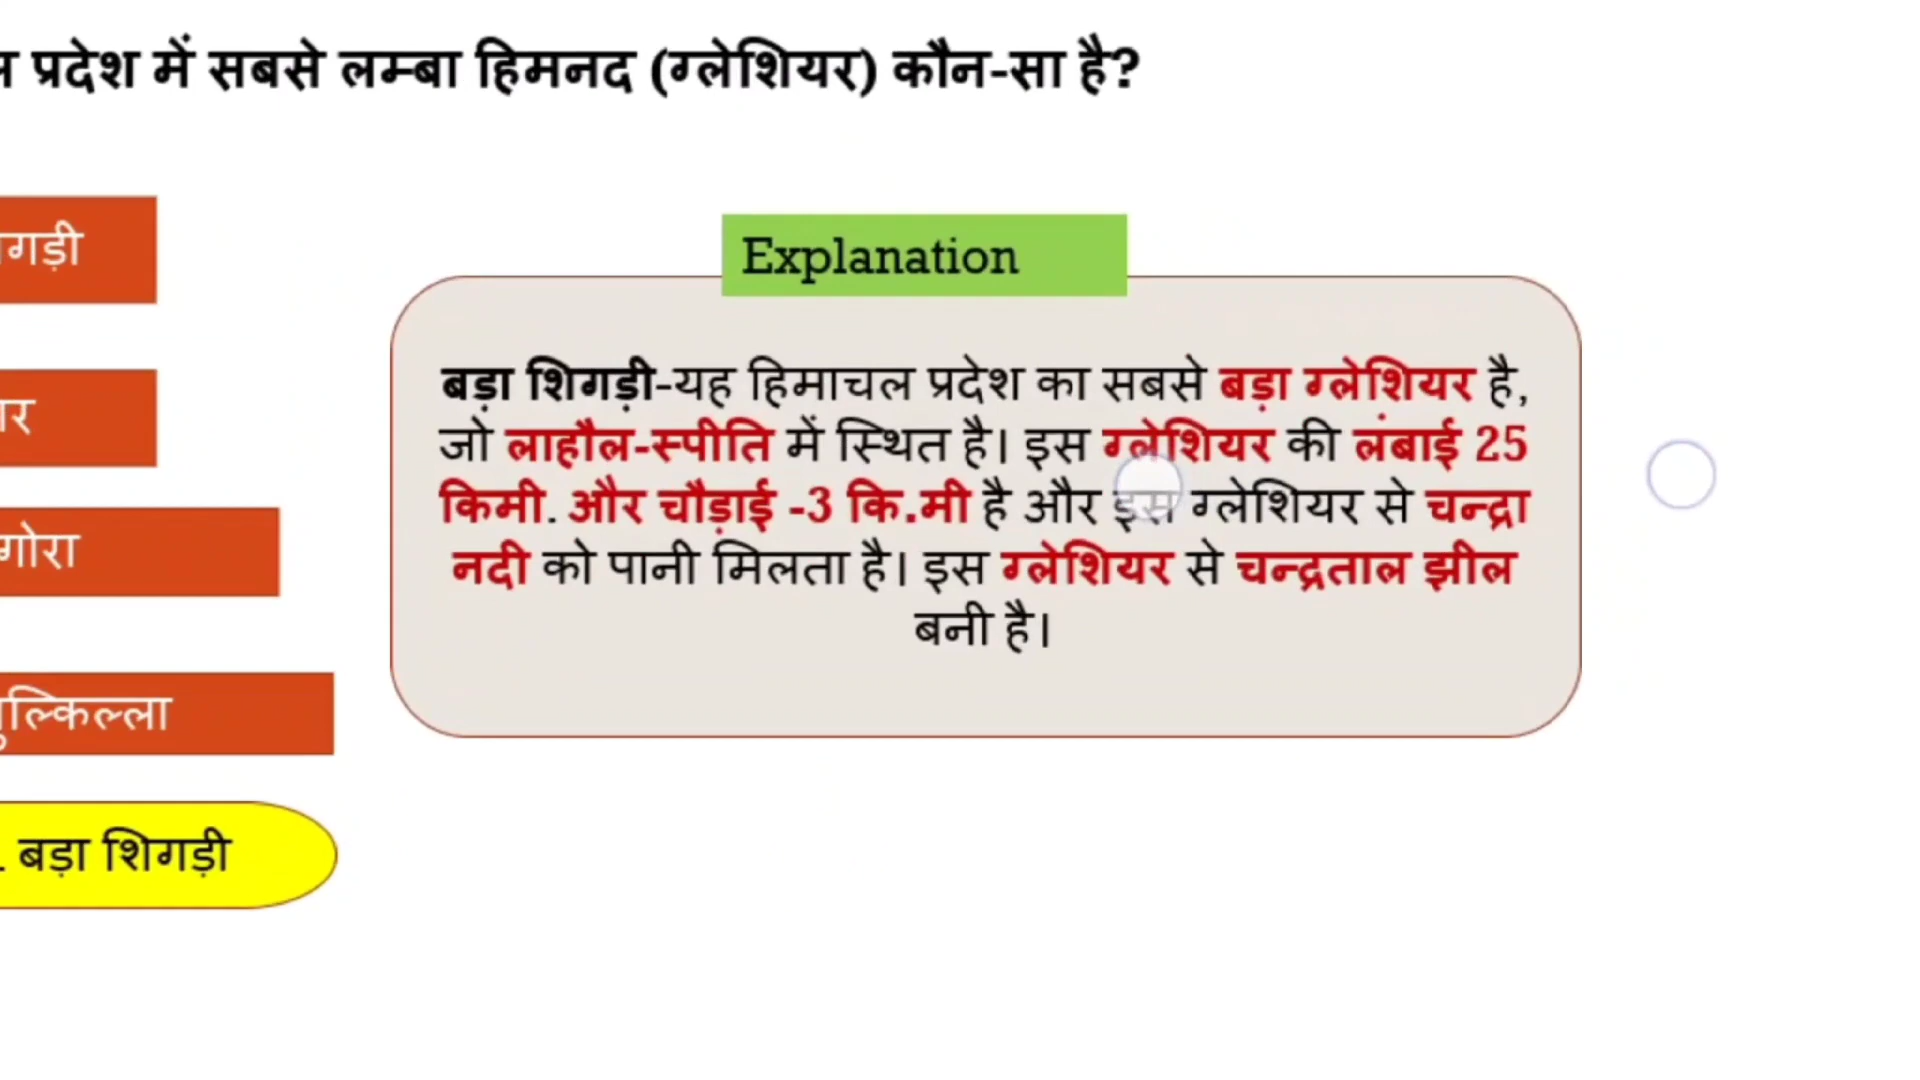 प्रदेश में सबसे लम्बा हिमनद (ग्लेशियर) कौन-सा है?
गड़ी
गोरा
बड़ा शिगड़ी
Explanation
बड़ा शिगड़ी-यह हिमाचल प्रदेश का सबसे बड़ा ग्लेशियर है,
जो लाहौल-स्पीति में स्थित है। इस ग्लेशियर की लंबाई 25
किमी. और चौड़ाई -3 कि.मी है और इस ग्लेशियर से चन्द्रा
नदी को पानी मिलता है। इस ग्लेशियर से चन्द्रताल झील
बनी है।